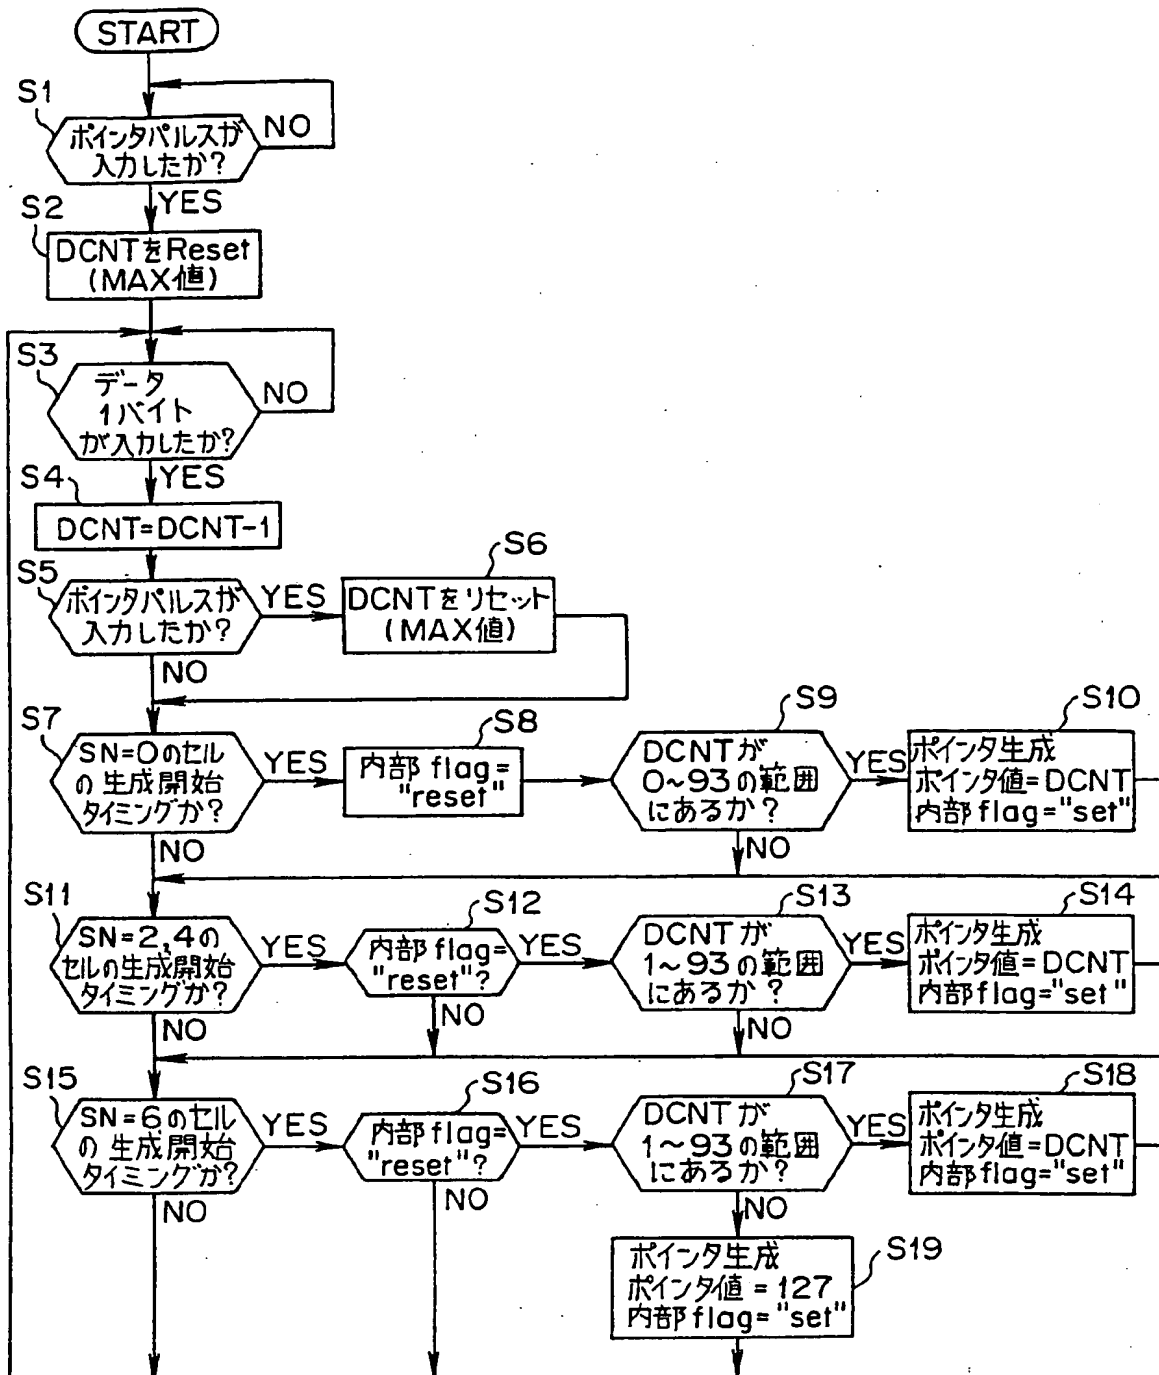 START
S1
ポインタパルスが
入力したか?
NO
YES
S2
DCNTをReset
(MAX値)
S3
データ
1バイト
が入力したか?
NO
YES
S4
DCNT=DCNT-1
S5
ポインタパルスが
入力したか?
YES
S6
DCNTをリセット
(MAX値)
NO
S7
SN=0のセル
の生成開始
タイミングか?
YES
S8
内部flag=
"reset"
S9
DCNTが
0~93の範囲
にあるか?
YES
S10
ポインタ生成
ポインタ値=DCNT
内部flag="set"
NO
NO
S11
SN=2,4の
セルの生成開始
タイミングか?
YES
S12
内部flag=
"reset"?
YES
S13
DCNTが
1~93の範囲
にあるか?
YES
S14
ポインタ生成
ポインタ値=DCNT
内部flag="set"
NO
NO
NO
S15
SN=6のセル
の生成開始
タイミングか?
YES
S16
内部flag=
"reset"?
YES
S17
DCNTが
1~93の範囲
にあるか?
YES
S18
ポインタ生成
ポインタ値=DCNT
内部flag="set"
NO
NO
NO
S19
ポインタ生成
ポインタ値=127
内部flag="set"